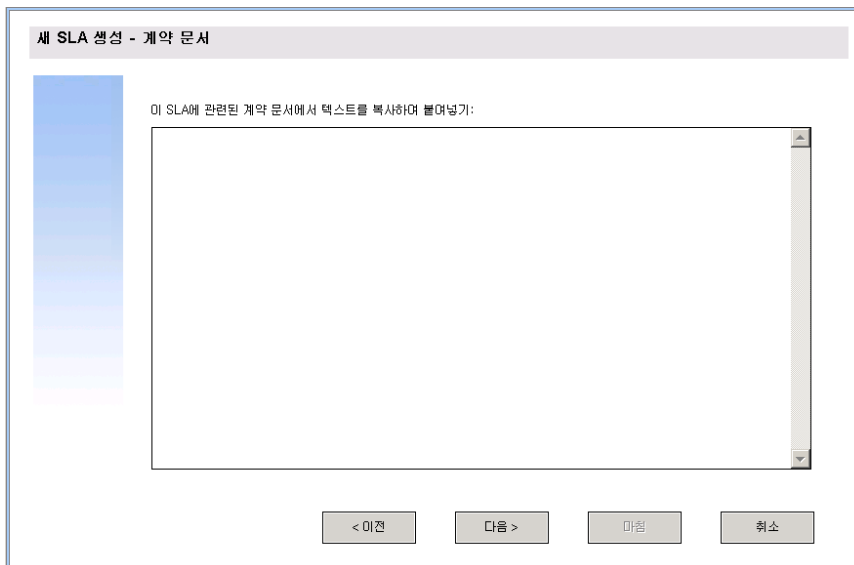 새 SLA 생성 - 계약 문서
이 SLA에 관련된 계약 문서에서 텍스트를 복사하여 붙여넣기:
< 이전
다음 >
마침
취소